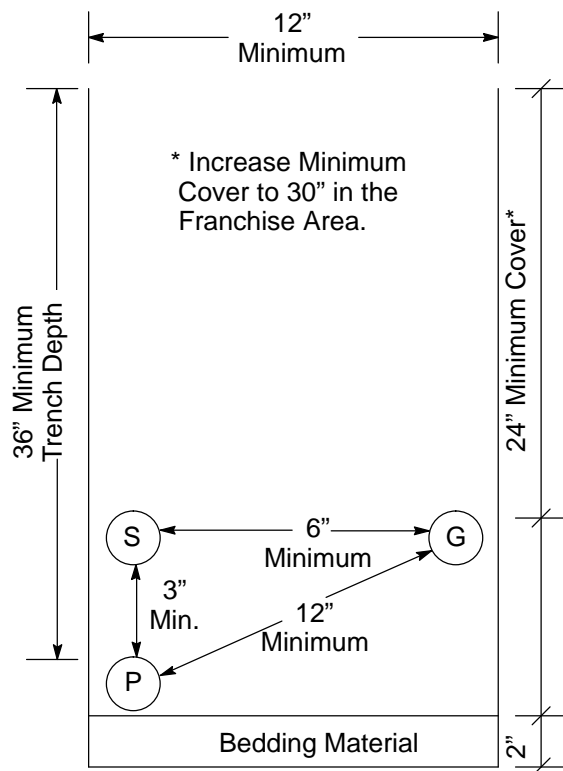 12”
Minimum
* Increase Minimum
Cover to 30” in the
Franchise Area.
36” Minimum
Trench Depth
24” Minimum Cover*
S
6”
Minimum
G
3”
Min.
12”
Minimum
P
Bedding Material
2”